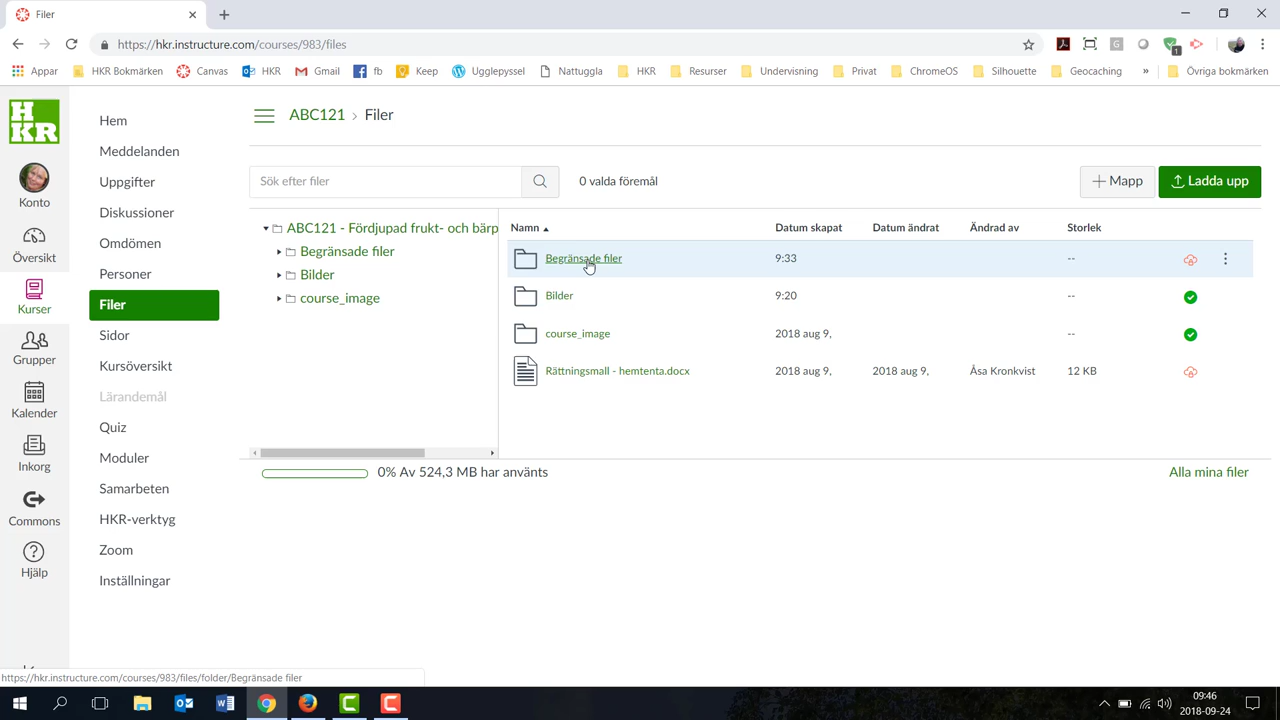 Filer
https://hkr.instructure.com/courses/983/files
Appar
HKR Bokmärken
Canvas
HKR
Gmail
fb
Keep
Ugglepyssel
Nattuggla
HKR
Resurser
Undervisning
Privat
ChromeOS
Silhouette
Geocaching
»
Övriga bokmärken
HKR
Konto
Översikt
Kurser
Grupper
Kalender
Inkorg
Commons
Hjälp
Hem
Meddelanden
Uppgifter
Diskussioner
Omdömen
Personer
Filer
Sidor
Kursöversikt
Lärandemål
Quiz
Moduler
Samarbeten
HKR-verktyg
Zoom
Inställningar
ABC121 › Filer
Sök efter filer
0 valda föremål
Mapp
Ladda upp
ABC121 - Fördjupad frukt- och bärp
Begränsade filer
Bilder
course_image
Namn Datum skapat Datum ändrat Ändrad av Storlek
Begränsade filer 9:33 --
Bilder 9:20 --
course_image 2018 aug 9, --
Rättningsmall - hemtenta.docx 2018 aug 9, 2018 aug 9, Åsa Kronkvist 12 KB
0% Av 524,3 MB har använts
Alla mina filer
https://hkr.instructure.com/courses/983/files/folder/Begränsade filer
09:46
2018-09-24